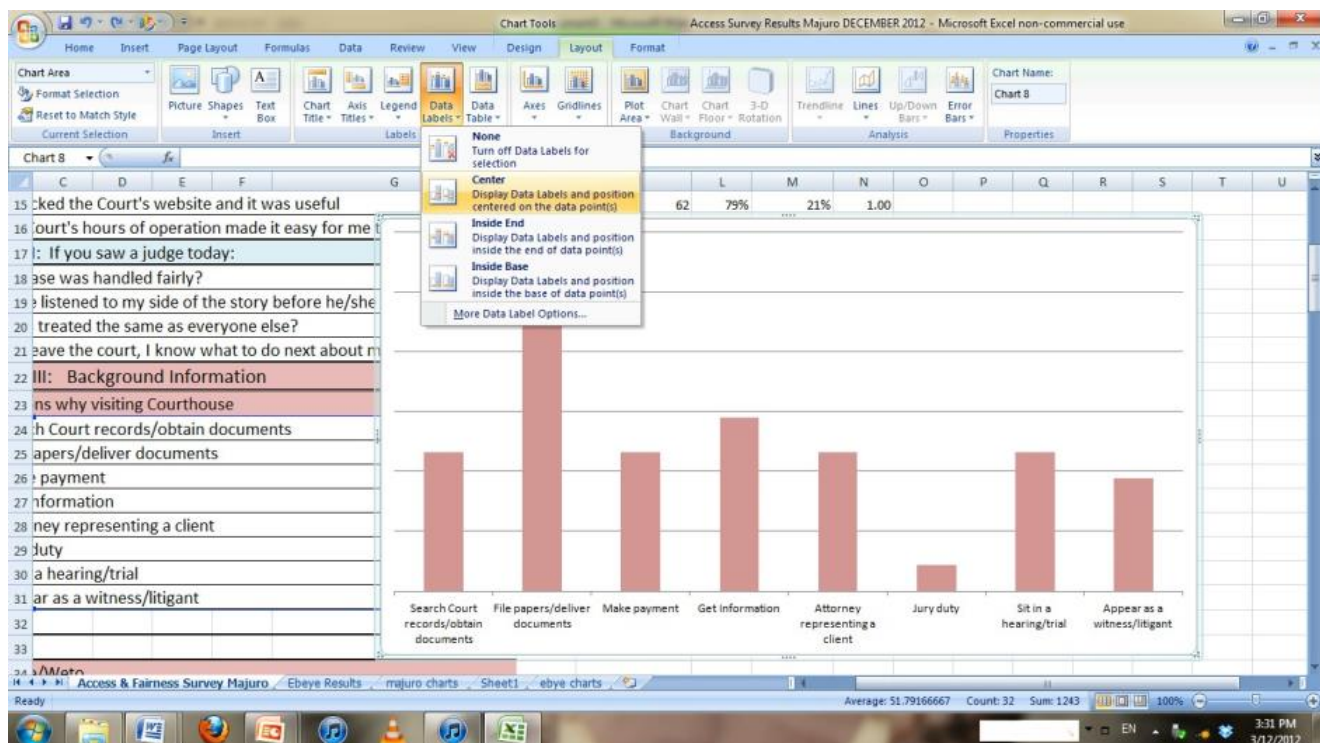 Chart Tools
Access Survey Results Majuro DECEMBER 2012 - Microsoft Excel non-commercial use
Home Insert Page Layout Formulas Data Review View Design Layout Format
Chart Area
Format Selection
Reset to Match Style
Current Selection
Picture Shapes Text Box
Insert
Chart Title Axis Titles Legend Data Labels Data Table
Labels
Axes Gridlines
Plot Area Chart Wall Chart Floor 3-D Rotation
Background
Trendline Lines Up/Down Bars Error Bars
Analysis
Chart Name:
Chart 8
Properties
None
Turn off Data Labels for
selection
Center
Display Data Labels and position
centered on the data point(s)
Inside End
Display Data Labels and position
inside the end of data point(s)
Inside Base
Display Data Labels and position
inside the base of data point(s)
More Data Label Options...
Chart 8 fx
C D E F G L M N O P Q R S T U
15 cked the Court's website and it was useful 62 79% 21% 1.00
16 Court's hours of operation made it easy for me t
17 I: If you saw a judge today:
18 ase was handled fairly?
19 e listened to my side of the story before he/she
20 treated the same as everyone else?
21 eave the court, I know what to do next about m
22 III: Background Information
23 ns why visiting Courthouse
24 h Court records/obtain documents
25 apers/deliver documents
26 e payment
27 nformation
28 ney representing a client
29 duty
30 a hearing/trial
31 ar as a witness/litigant
32
33
34 a/Weto
Search Court
records/obtain
documents
File papers/deliver
documents
Make payment
Get Information
Attorney
representing a
client
Jury duty
Sit in a
hearing/trial
Appear as a
witness/litigant
Access & Fairness Survey Majuro Ebeye Results majuro charts Sheet1 ebye charts
Ready Average: 51.79166667 Count: 32 Sum: 1243 100%
EN 3:31 PM
3/12/2012